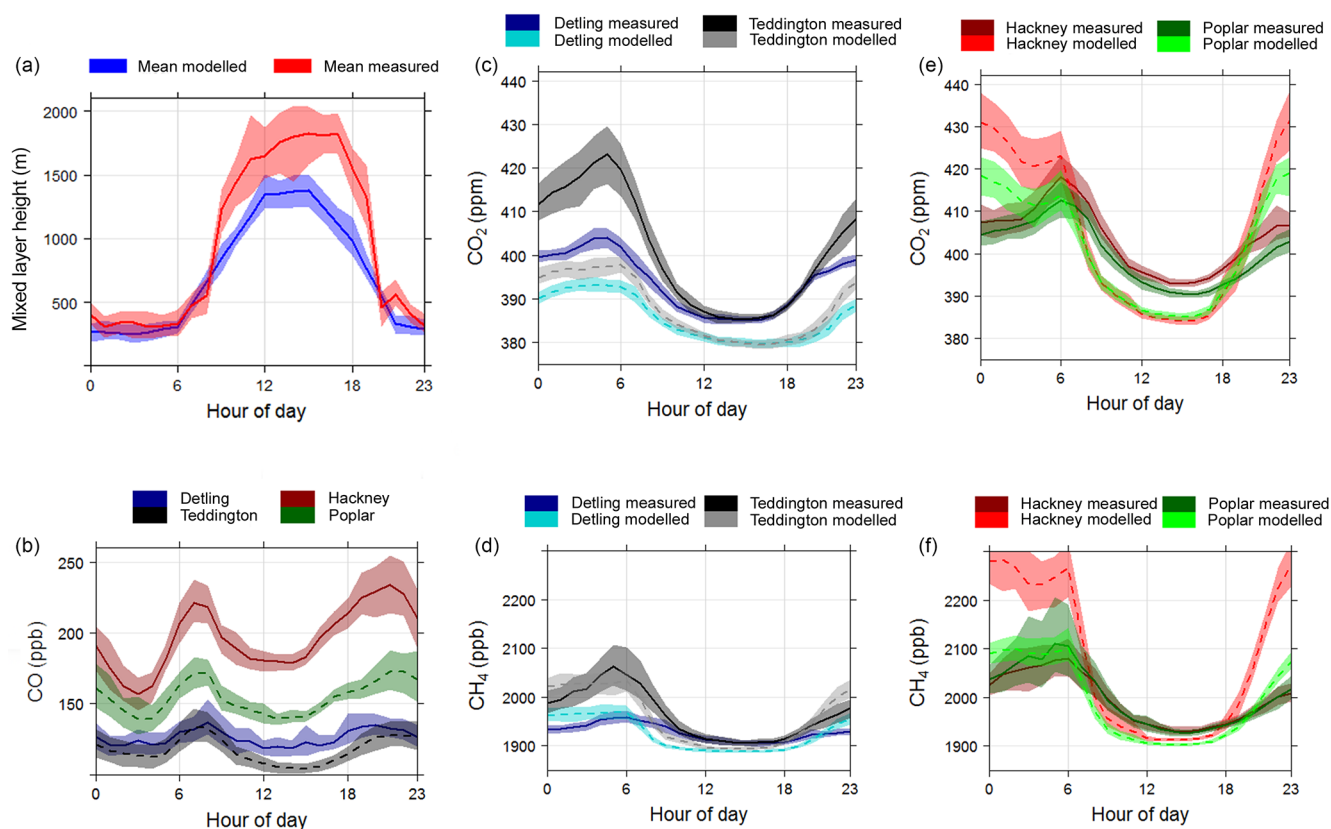 (a)
Mean modelled
Mean measured
Mixed layer height (m)
2000
1500
1000
500
0
6
12
18
23
Hour of day
(c)
Detling measured
Detling modelled
Teddington measured
Teddington modelled
CO2 (ppm)
440
430
420
410
400
390
380
0
6
12
18
23
Hour of day
(e)
Hackney measured
Hackney modelled
Poplar measured
Poplar modelled
CO2 (ppm)
440
430
420
410
400
390
380
0
6
12
18
23
Hour of day
(b)
Detling
Teddington
Hackney
Poplar
CO (ppb)
250
200
150
0
6
12
18
23
Hour of day
(d)
Detling measured
Detling modelled
Teddington measured
Teddington modelled
CH4 (ppb)
2200
2100
2000
1900
0
6
12
18
23
Hour of day
(f)
Hackney measured
Hackney modelled
Poplar measured
Poplar modelled
CH4 (ppb)
2200
2100
2000
1900
0
6
12
18
23
Hour of day